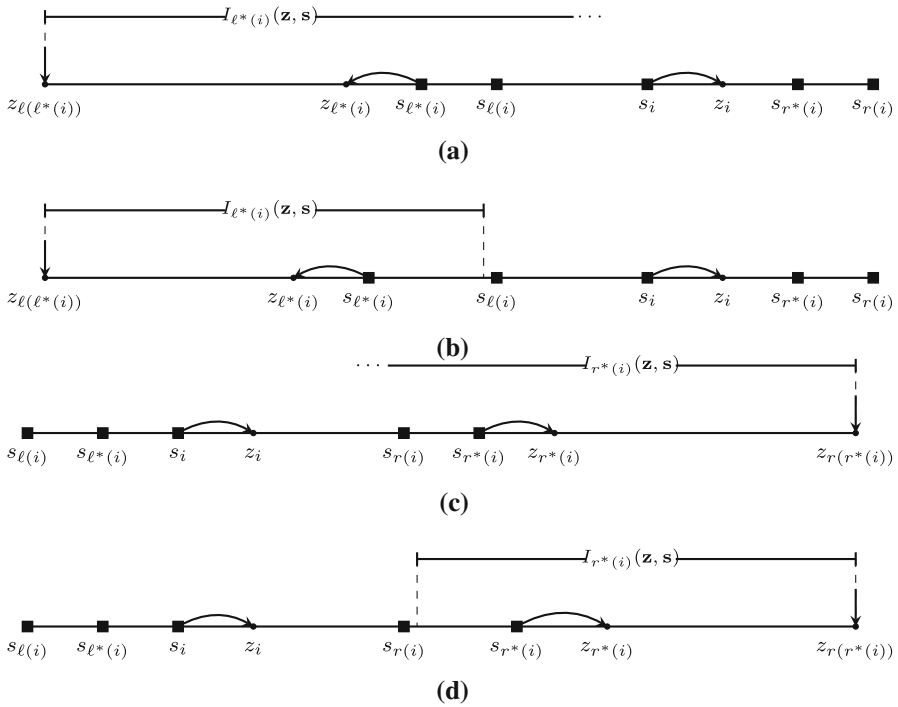 I_{ℓ*(i)}(𝐳, 𝐬) ···
z_{ℓ(ℓ*(i))} z_{ℓ*(i)} s_{ℓ*(i)} s_{ℓ(i)} s_i z_i s_{r*(i)} s_{r(i)}
(a)
I_{ℓ*(i)}(𝐳, 𝐬)
z_{ℓ(ℓ*(i))} z_{ℓ*(i)} s_{ℓ*(i)} s_{ℓ(i)} s_i z_i s_{r*(i)} s_{r(i)}
(b)
··· I_{r*(i)}(𝐳, 𝐬)
s_{ℓ(i)} s_{ℓ*(i)} s_i z_i s_{r(i)} s_{r*(i)} z_{r*(i)} z_{r(r*(i))}
(c)
I_{r*(i)}(𝐳, 𝐬)
s_{ℓ(i)} s_{ℓ*(i)} s_i z_i s_{r(i)} s_{r*(i)} z_{r*(i)} z_{r(r*(i))}
(d)